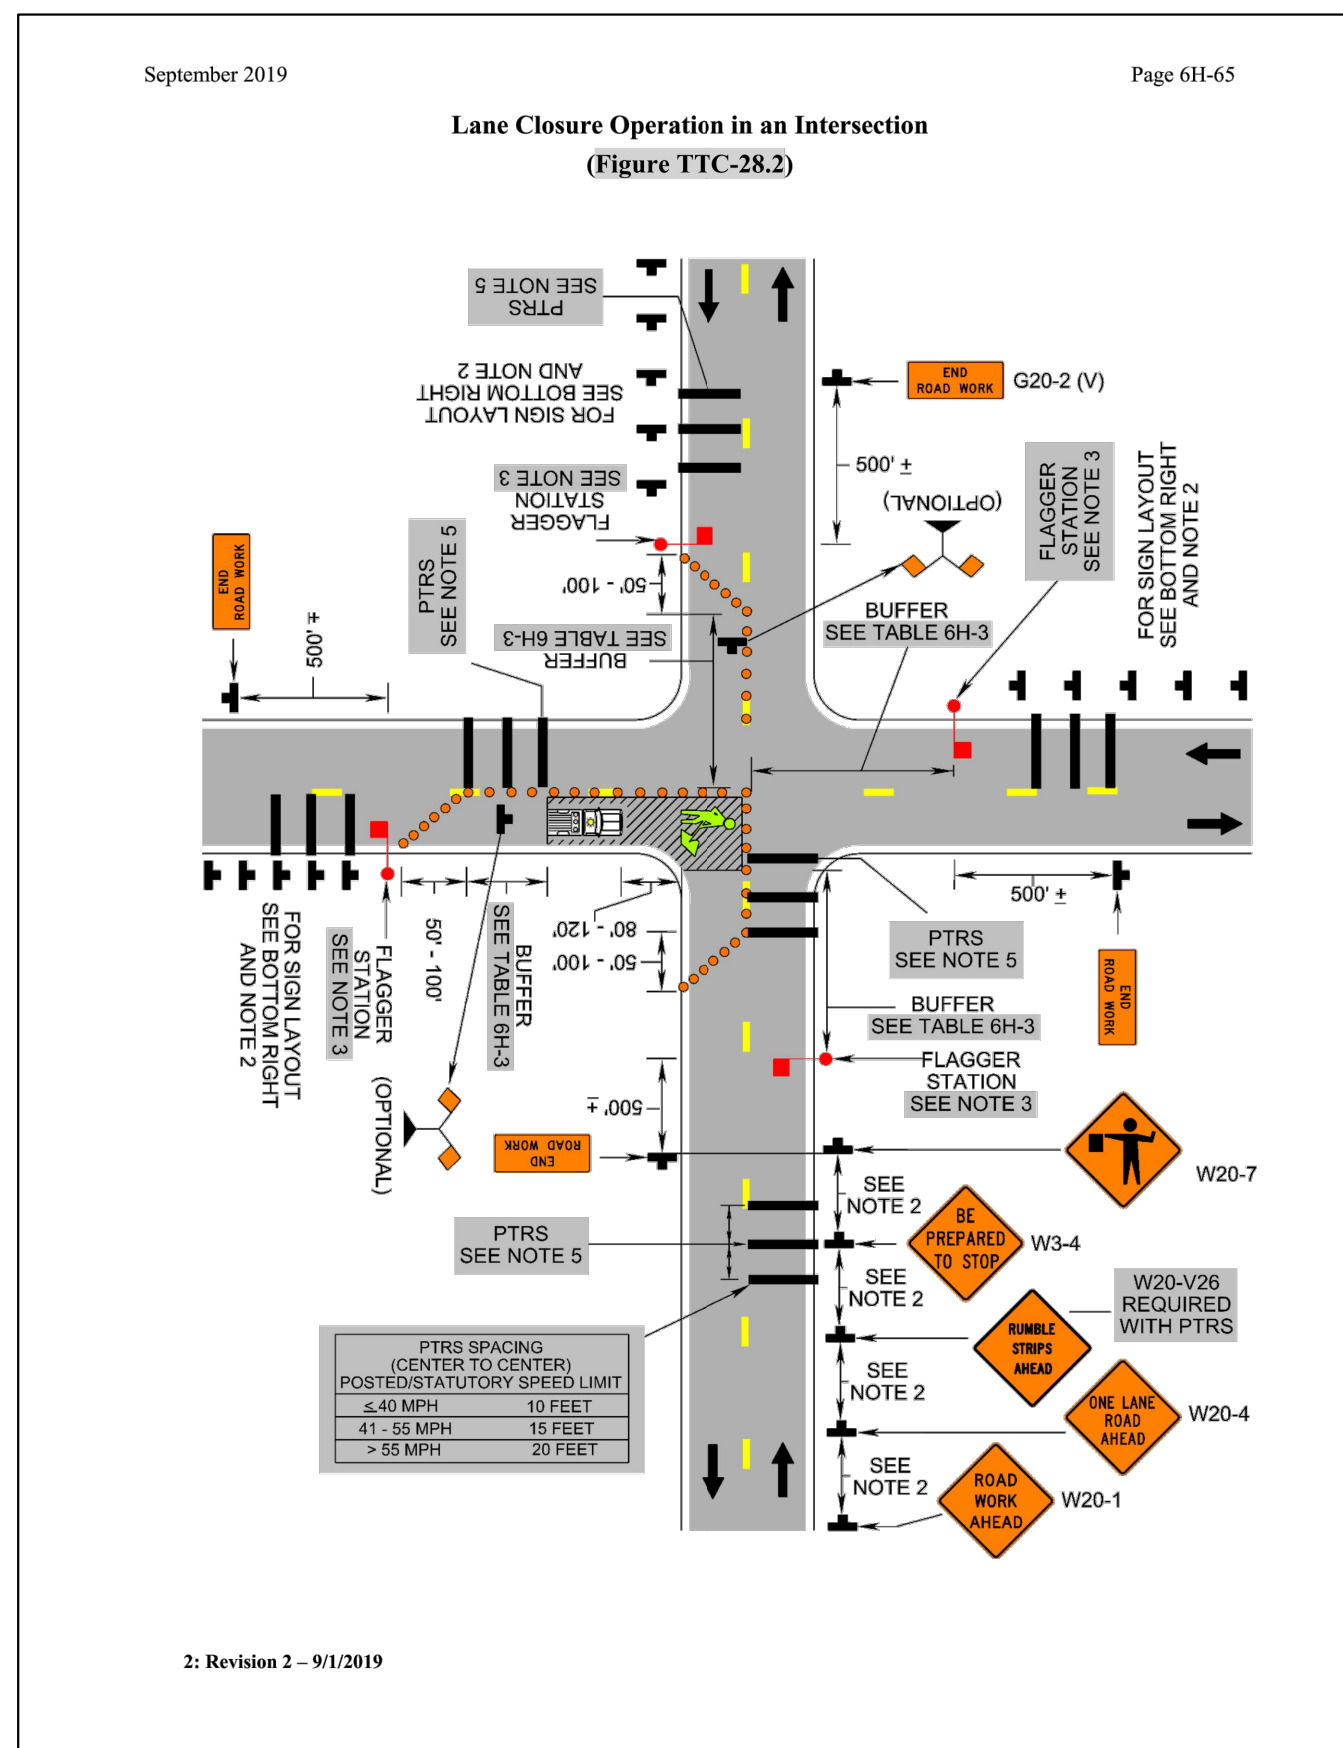 September 2019
Page 6H-65
Lane Closure Operation in an Intersection
(Figure TTC-28.2)
PTRS
SEE NOTE 5
FOR SIGN LAYOUT
SEE BOTTOM RIGHT
AND NOTE 2
FLAGGER
STATION
SEE NOTE 3
50' - 100'
BUFFER
SEE TABLE 6H-3
END
ROAD WORK
G20-2 (V)
500' ±
(OPTIONAL)
FLAGGER
STATION
SEE NOTE 3
FOR SIGN LAYOUT
SEE BOTTOM RIGHT
AND NOTE 2
BUFFER
SEE TABLE 6H-3
END
ROAD WORK
500' ±
PTRS
SEE NOTE 5
FOR SIGN LAYOUT
SEE BOTTOM RIGHT
AND NOTE 2
FLAGGER
STATION
SEE NOTE 3
50' - 100'
BUFFER
SEE TABLE 6H-3
(OPTIONAL)
80' - 120'
50' - 100'
500' ±
END
ROAD WORK
500' ±
END
ROAD WORK
PTRS
SEE NOTE 5
BUFFER
SEE TABLE 6H-3
FLAGGER
STATION
SEE NOTE 3
W20-7
SEE
NOTE 2
BE
PREPARED
TO STOP
W3-4
SEE
NOTE 2
RUMBLE
STRIPS
AHEAD
W20-V26
REQUIRED
WITH PTRS
SEE
NOTE 2
ONE LANE
ROAD
AHEAD
W20-4
SEE
NOTE 2
ROAD
WORK
AHEAD
W20-1
PTRS
SEE NOTE 5
PTRS SPACING
(CENTER TO CENTER)
POSTED/STATUTORY SPEED LIMIT
≤ 40 MPH 10 FEET
41 - 55 MPH 15 FEET
> 55 MPH 20 FEET
2: Revision 2 – 9/1/2019